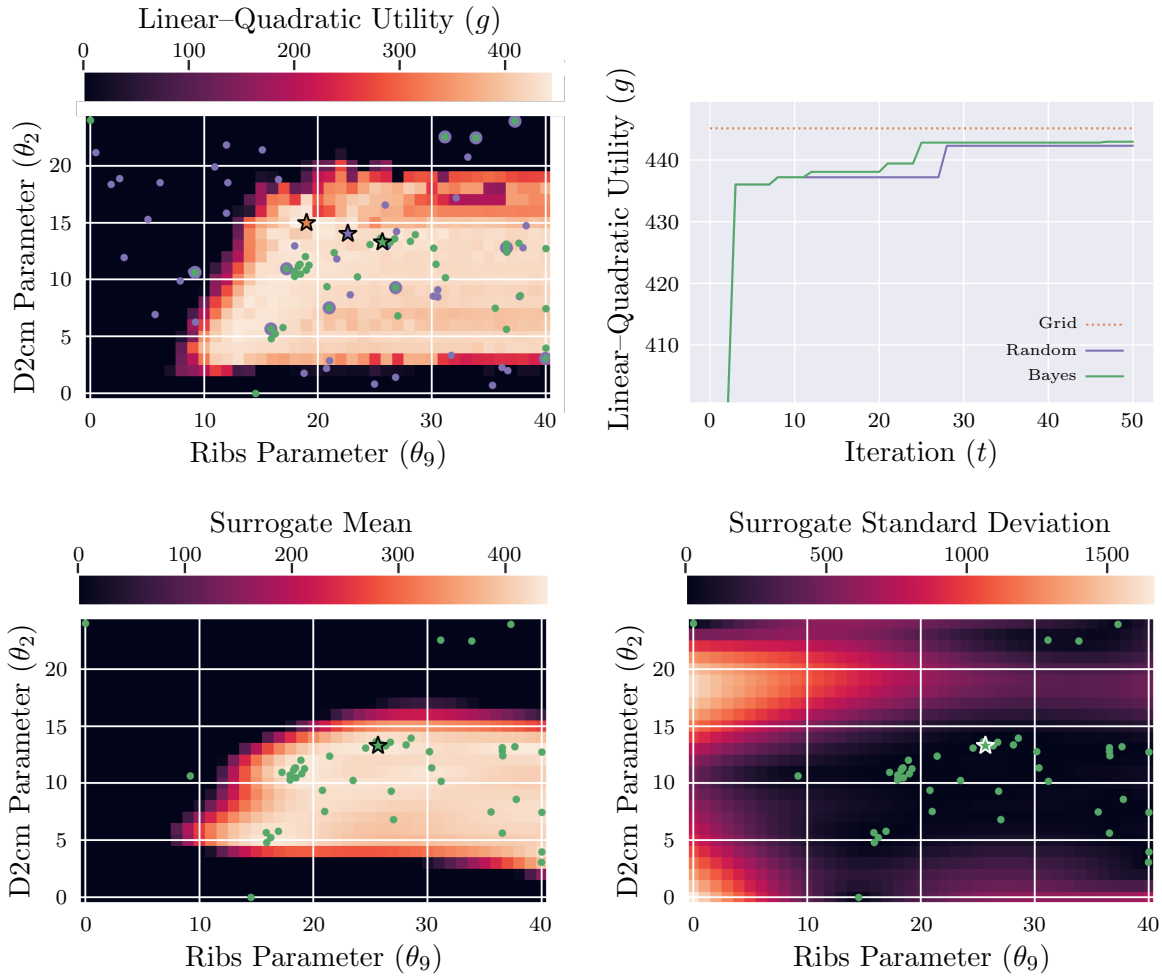 Linear–Quadratic Utility (g)
0 100 200 300 400
D2cm Parameter (θ2)
20
15
10
5
0
0 10 20 30 40
Ribs Parameter (θ9)
Linear–Quadratic Utility (g)
440
430
420
410
Grid
Random
Bayes
0 10 20 30 40 50
Iteration (t)
Surrogate Mean
0 100 200 300 400
D2cm Parameter (θ2)
20
15
10
5
0
0 10 20 30 40
Ribs Parameter (θ9)
Surrogate Standard Deviation
0 500 1000 1500
D2cm Parameter (θ2)
20
15
10
5
0
0 10 20 30 40
Ribs Parameter (θ9)